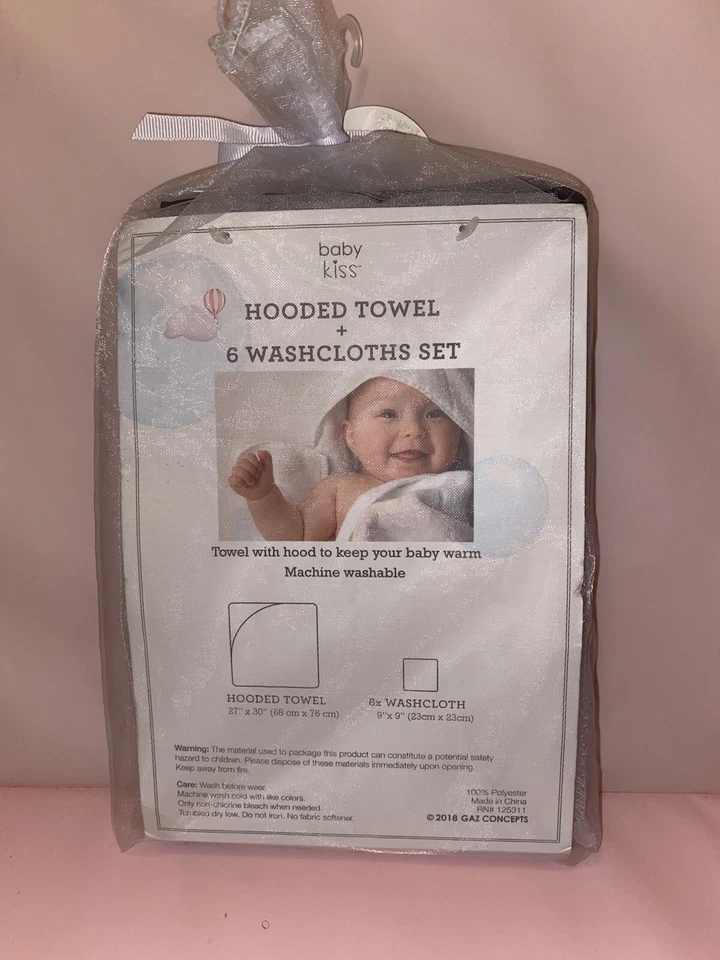 baby
kiss™
HOODED TOWEL
+
6 WASHCLOTHS SET
Towel with hood to keep your baby warm
Machine washable
HOODED TOWEL
27" x 30" (68 cm x 76 cm)
6x WASHCLOTH
9"x 9" (23cm x 23cm)
Warning: The material used to package this product can constitute a potential safety
hazard to children. Please dispose of these materials immediately upon opening.
Keep away from fire.
Care: Wash before wear.
Machine wash cold with like colors.
Only non-chlorine bleach when needed.
Tumbled dry low. Do not iron. No fabric softener.
100% Polyester
Made in China
RN# 125311
© 2018 GAZ CONCEPTS